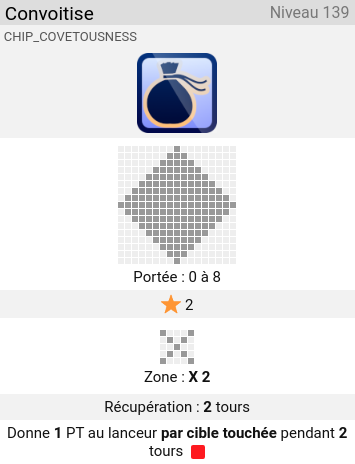 Convoitise Niveau 139
CHIP_COVETOUSNESS
Portée : 0 à 8
2
Zone : X 2
Récupération : 2 tours
Donne 1 PT au lanceur par cible touchée pendant 2
tours